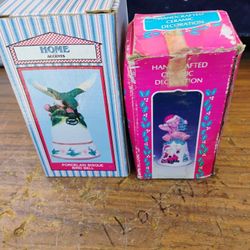 HOME
ACCENTS
PORCELAIN BISQUE
BIRD BELL
HANDCRAFTED
CERAMIC
DECORATION
HANDCRAFTED
CERAMIC
DECORATION